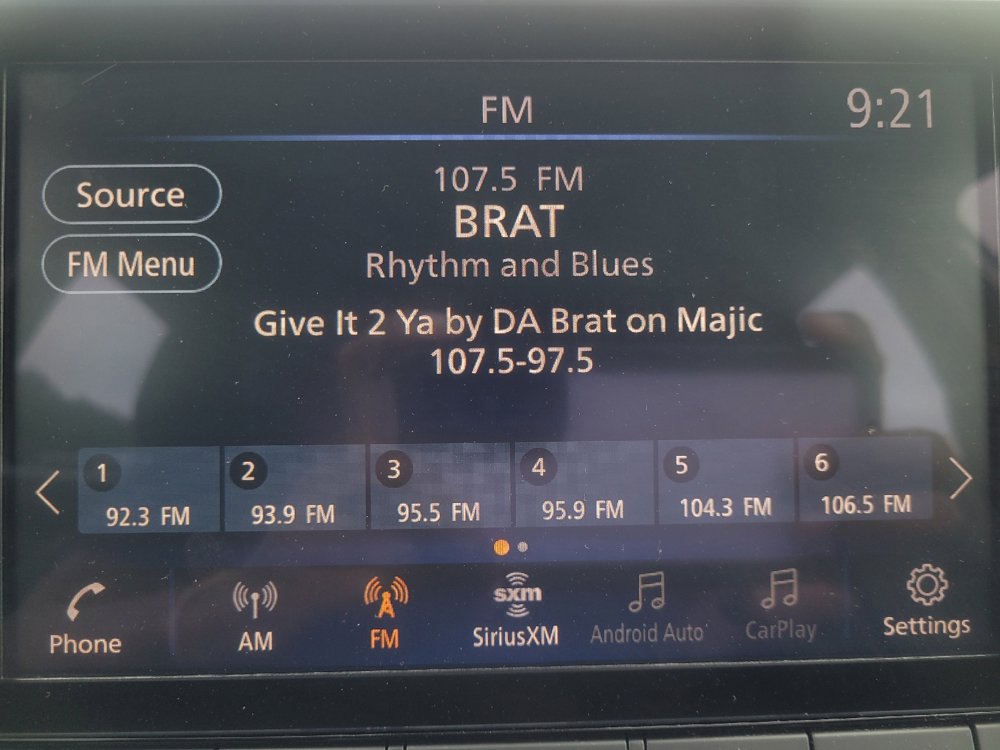 FM
9:21
Source
107.5 FM
BRAT
FM Menu
Rhythm and Blues
Give It 2 Ya by DA Brat on Majic
107.5-97.5
1
2
3
4
5
6
92.3 FM
93.9 FM
95.5 FM
95.9 FM
104.3 FM
106.5 FM
sxm
Phone
AM
FM
SiriusXM
Android Auto
CarPlay
Settings